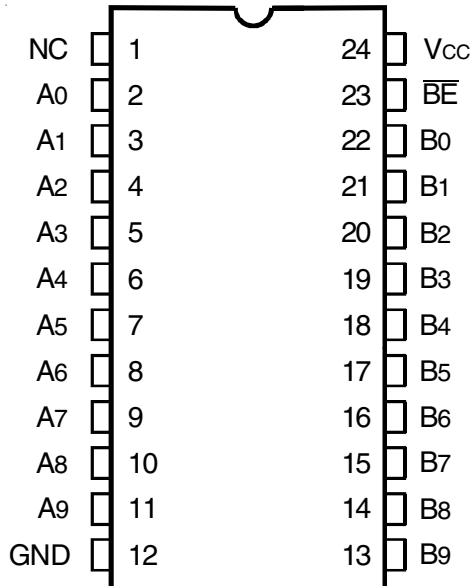 NC 1 24 VCC
A0 2 23 B̅E̅
A1 3 22 B0
A2 4 21 B1
A3 5 20 B2
A4 6 19 B3
A5 7 18 B4
A6 8 17 B5
A7 9 16 B6
A8 10 15 B7
A9 11 14 B8
GND 12 13 B9